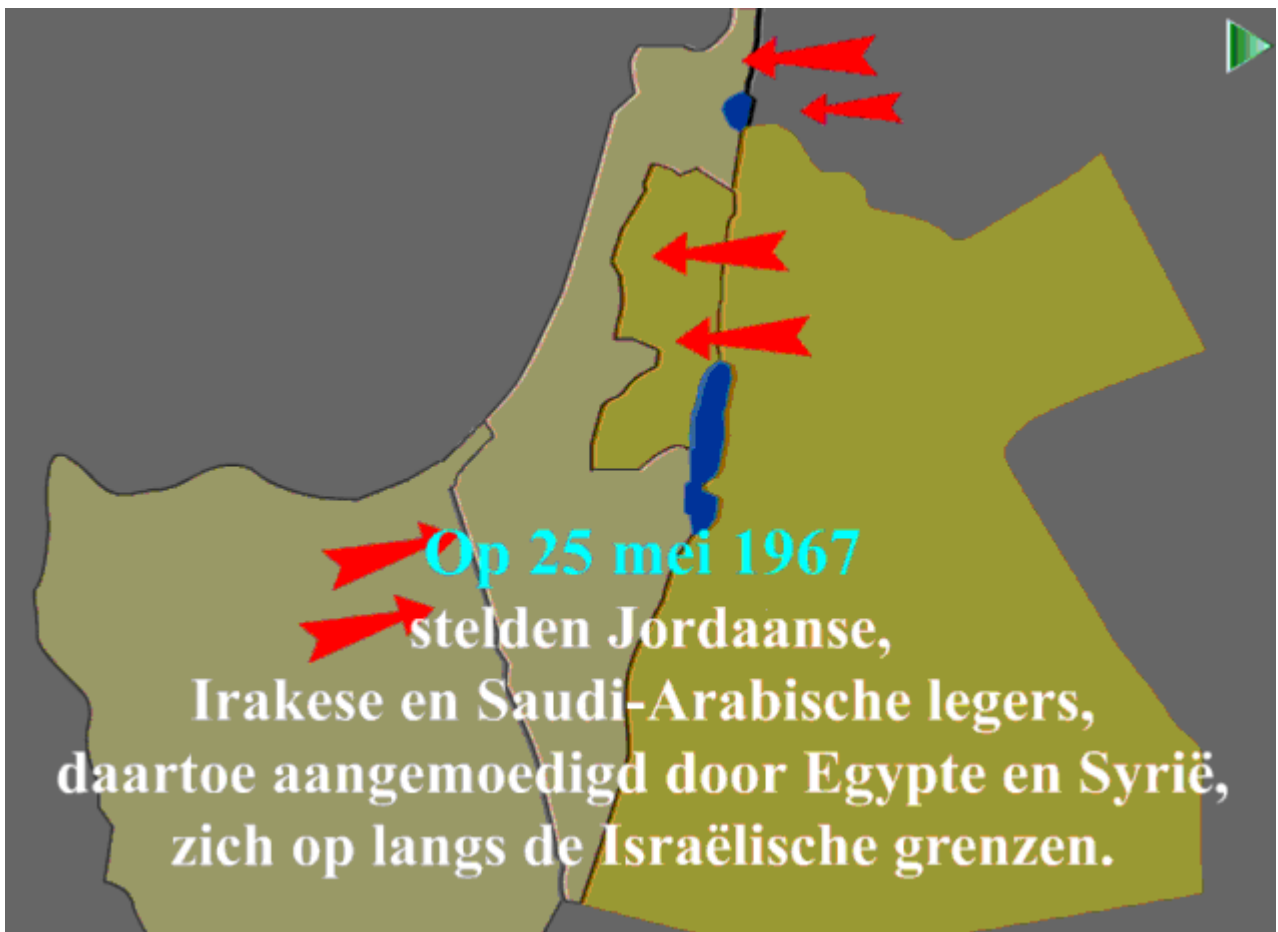 Op 25 mei 1967
stelden Jordaanse,
Irakese en Saudi-Arabische legers,
daartoe aangemoedigd door Egypte en Syrië,
zich op langs de Israëlische grenzen.